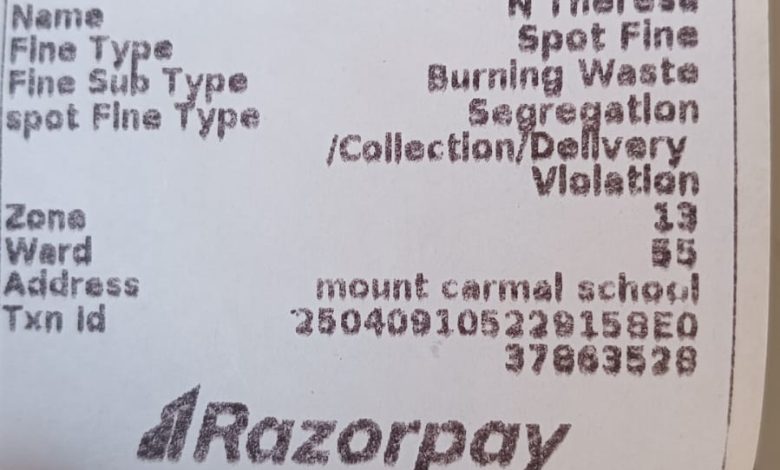 Name N Theresa
Fine Type Spot Fine
Fine Sub Type Burning Waste
spot Fine Type Segregation
/Collection/Delivery
Violation
Zone 13
Ward 55
Address mount carmal school
Txn id 250409105229158E0
37863528
Razorpay